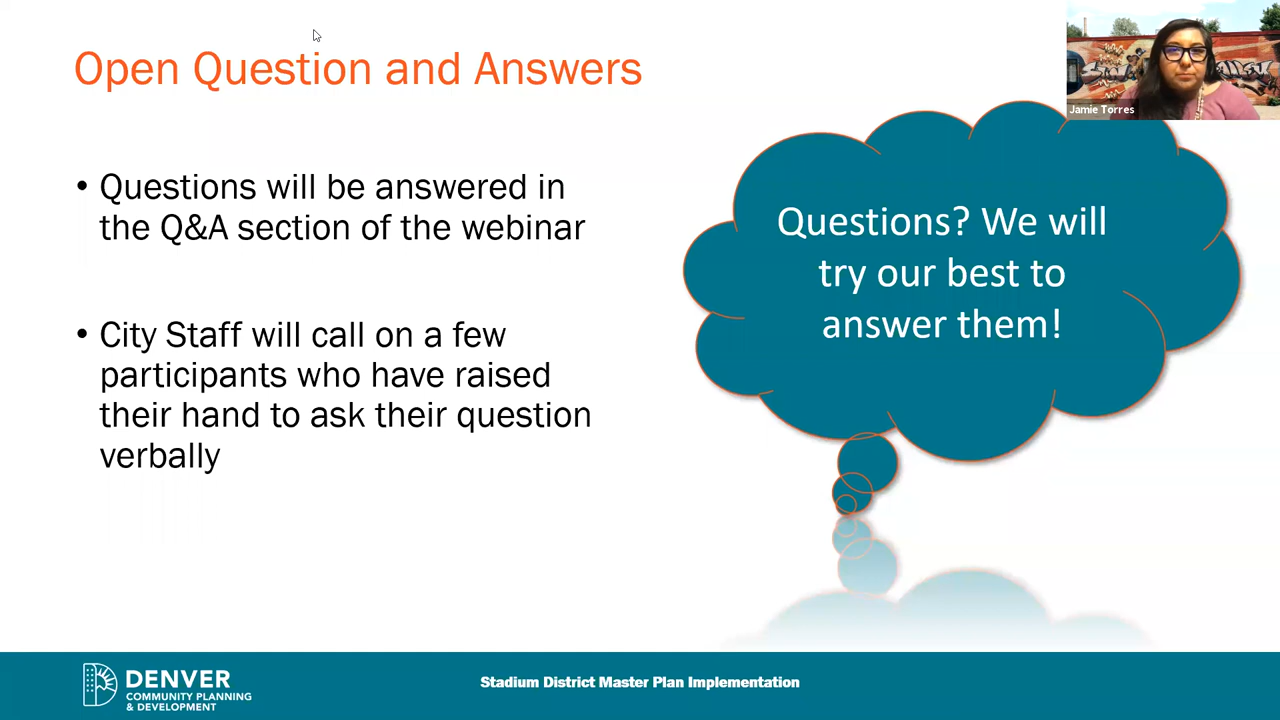 Open Question and Answers
Jamie Torres
• Questions will be answered in
the Q&A section of the webinar
• City Staff will call on a few
participants who have raised
their hand to ask their question
verbally
Questions? We will
try our best to
answer them!
DENVER
COMMUNITY PLANNING
& DEVELOPMENT
Stadium District Master Plan Implementation